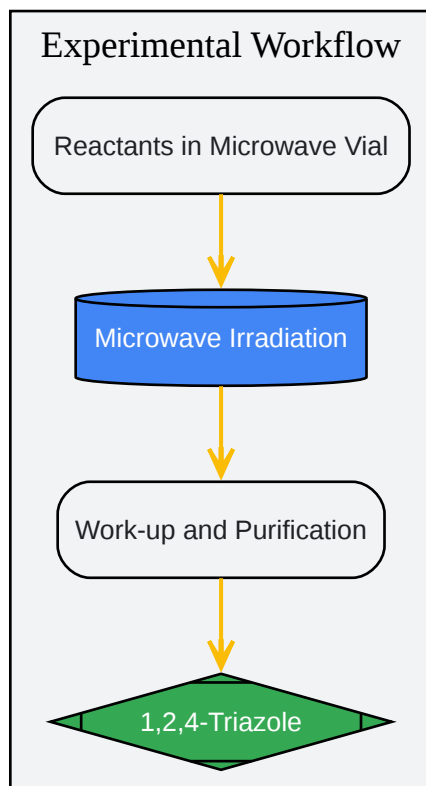 Experimental Workflow
Reactants in Microwave Vial
Microwave Irradiation
Work-up and Purification
1,2,4-Triazole